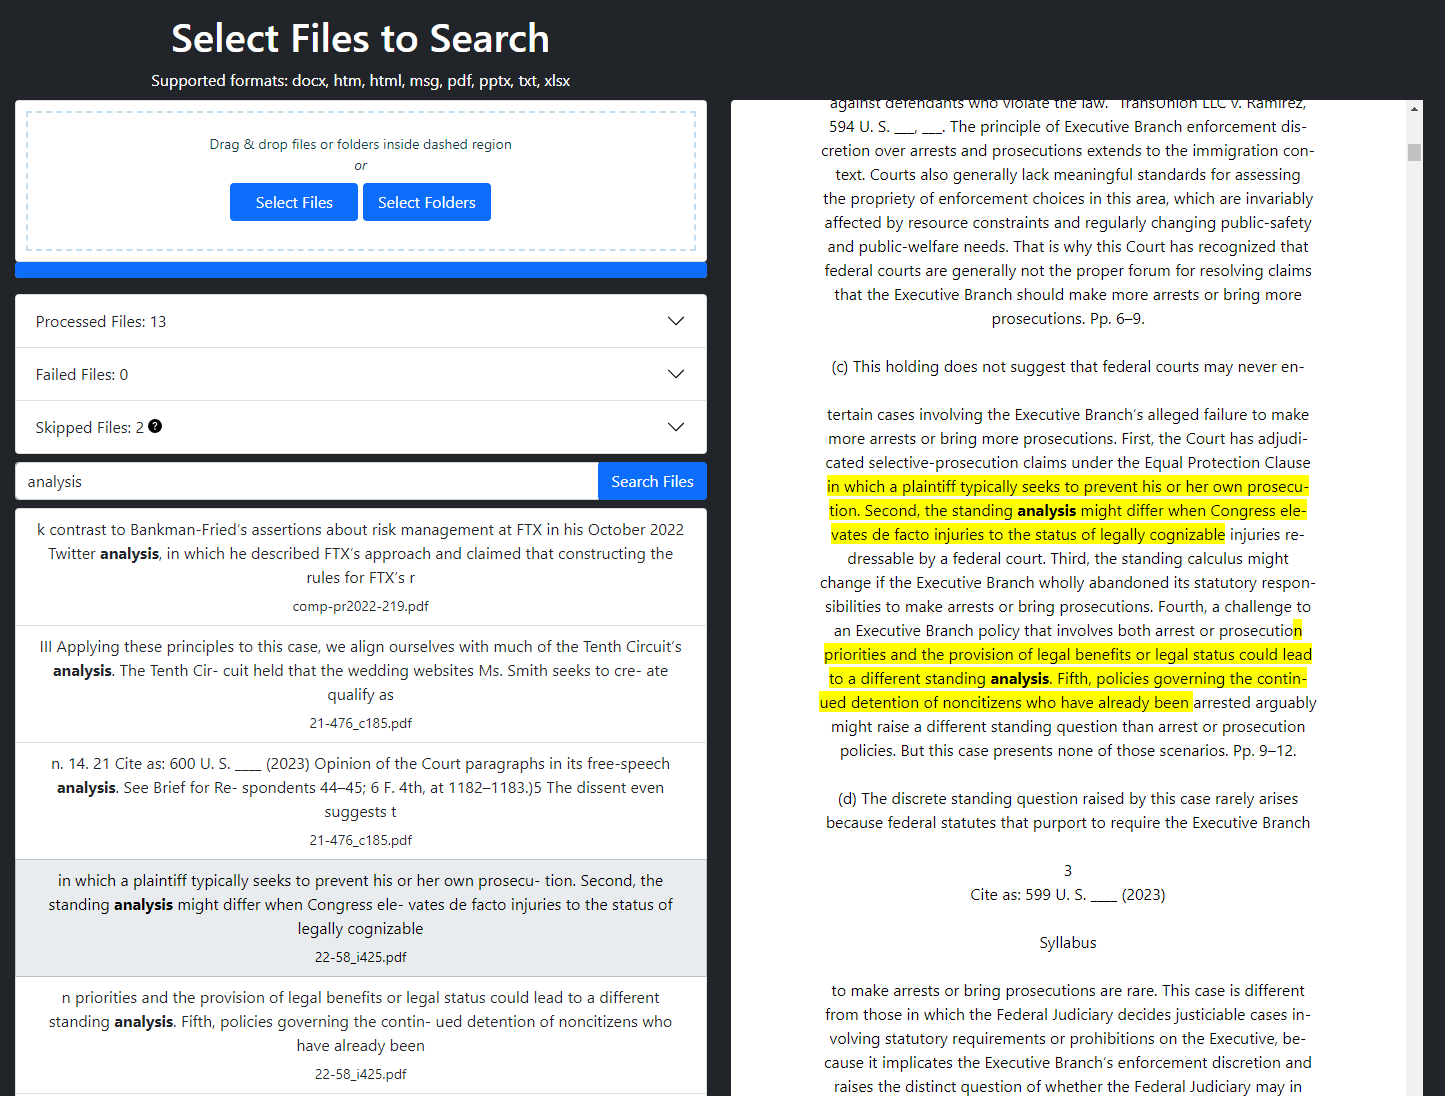 Select Files to Search
Supported formats: docx, htm, html, msg, pdf, pptx, txt, xlsx
Drag & drop files or folders inside dashed region
or
Select Files
Select Folders
Processed Files: 13
Failed Files: 0
Skipped Files: 2 ?
analysis
Search Files
k contrast to Bankman-Fried's assertions about risk management at FTX in his October 2022
Twitter analysis, in which he described FTX's approach and claimed that constructing the
rules for FTX's r
comp-pr2022-219.pdf
III Applying these principles to this case, we align ourselves with much of the Tenth Circuit's
analysis. The Tenth Cir- cuit held that the wedding websites Ms. Smith seeks to cre- ate
qualify as
21-476_c185.pdf
n. 14. 21 Cite as: 600 U. S. ____ (2023) Opinion of the Court paragraphs in its free-speech
analysis. See Brief for Re- spondents 44–45; 6 F. 4th, at 1182–1183.)5 The dissent even
suggests t
21-476_c185.pdf
in which a plaintiff typically seeks to prevent his or her own prosecu- tion. Second, the
standing analysis might differ when Congress ele- vates de facto injuries to the status of
legally cognizable
22-58_i425.pdf
n priorities and the provision of legal benefits or legal status could lead to a different
standing analysis. Fifth, policies governing the contin- ued detention of noncitizens who
have already been
22-58_i425.pdf
against defendants who violate the law." TransUnion LLC v. Ramirez,
594 U. S. ___, ___. The principle of Executive Branch enforcement dis-
cretion over arrests and prosecutions extends to the immigration con-
text. Courts also generally lack meaningful standards for assessing
the propriety of enforcement choices in this area, which are invariably
affected by resource constraints and regularly changing public-safety
and public-welfare needs. That is why this Court has recognized that
federal courts are generally not the proper forum for resolving claims
that the Executive Branch should make more arrests or bring more
prosecutions. Pp. 6–9.
(c) This holding does not suggest that federal courts may never en-
tertain cases involving the Executive Branch's alleged failure to make
more arrests or bring more prosecutions. First, the Court has adjudi-
cated selective-prosecution claims under the Equal Protection Clause
in which a plaintiff typically seeks to prevent his or her own prosecu-
tion. Second, the standing analysis might differ when Congress ele-
vates de facto injuries to the status of legally cognizable injuries re-
dressable by a federal court. Third, the standing calculus might
change if the Executive Branch wholly abandoned its statutory respon-
sibilities to make arrests or bring prosecutions. Fourth, a challenge to
an Executive Branch policy that involves both arrest or prosecution
priorities and the provision of legal benefits or legal status could lead
to a different standing analysis. Fifth, policies governing the contin-
ued detention of noncitizens who have already been arrested arguably
might raise a different standing question than arrest or prosecution
policies. But this case presents none of those scenarios. Pp. 9–12.
(d) The discrete standing question raised by this case rarely arises
because federal statutes that purport to require the Executive Branch
3
Cite as: 599 U. S. ____ (2023)
Syllabus
to make arrests or bring prosecutions are rare. This case is different
from those in which the Federal Judiciary decides justiciable cases in-
volving statutory requirements or prohibitions on the Executive, be-
cause it implicates the Executive Branch's enforcement discretion and
raises the distinct question of whether the Federal Judiciary may in